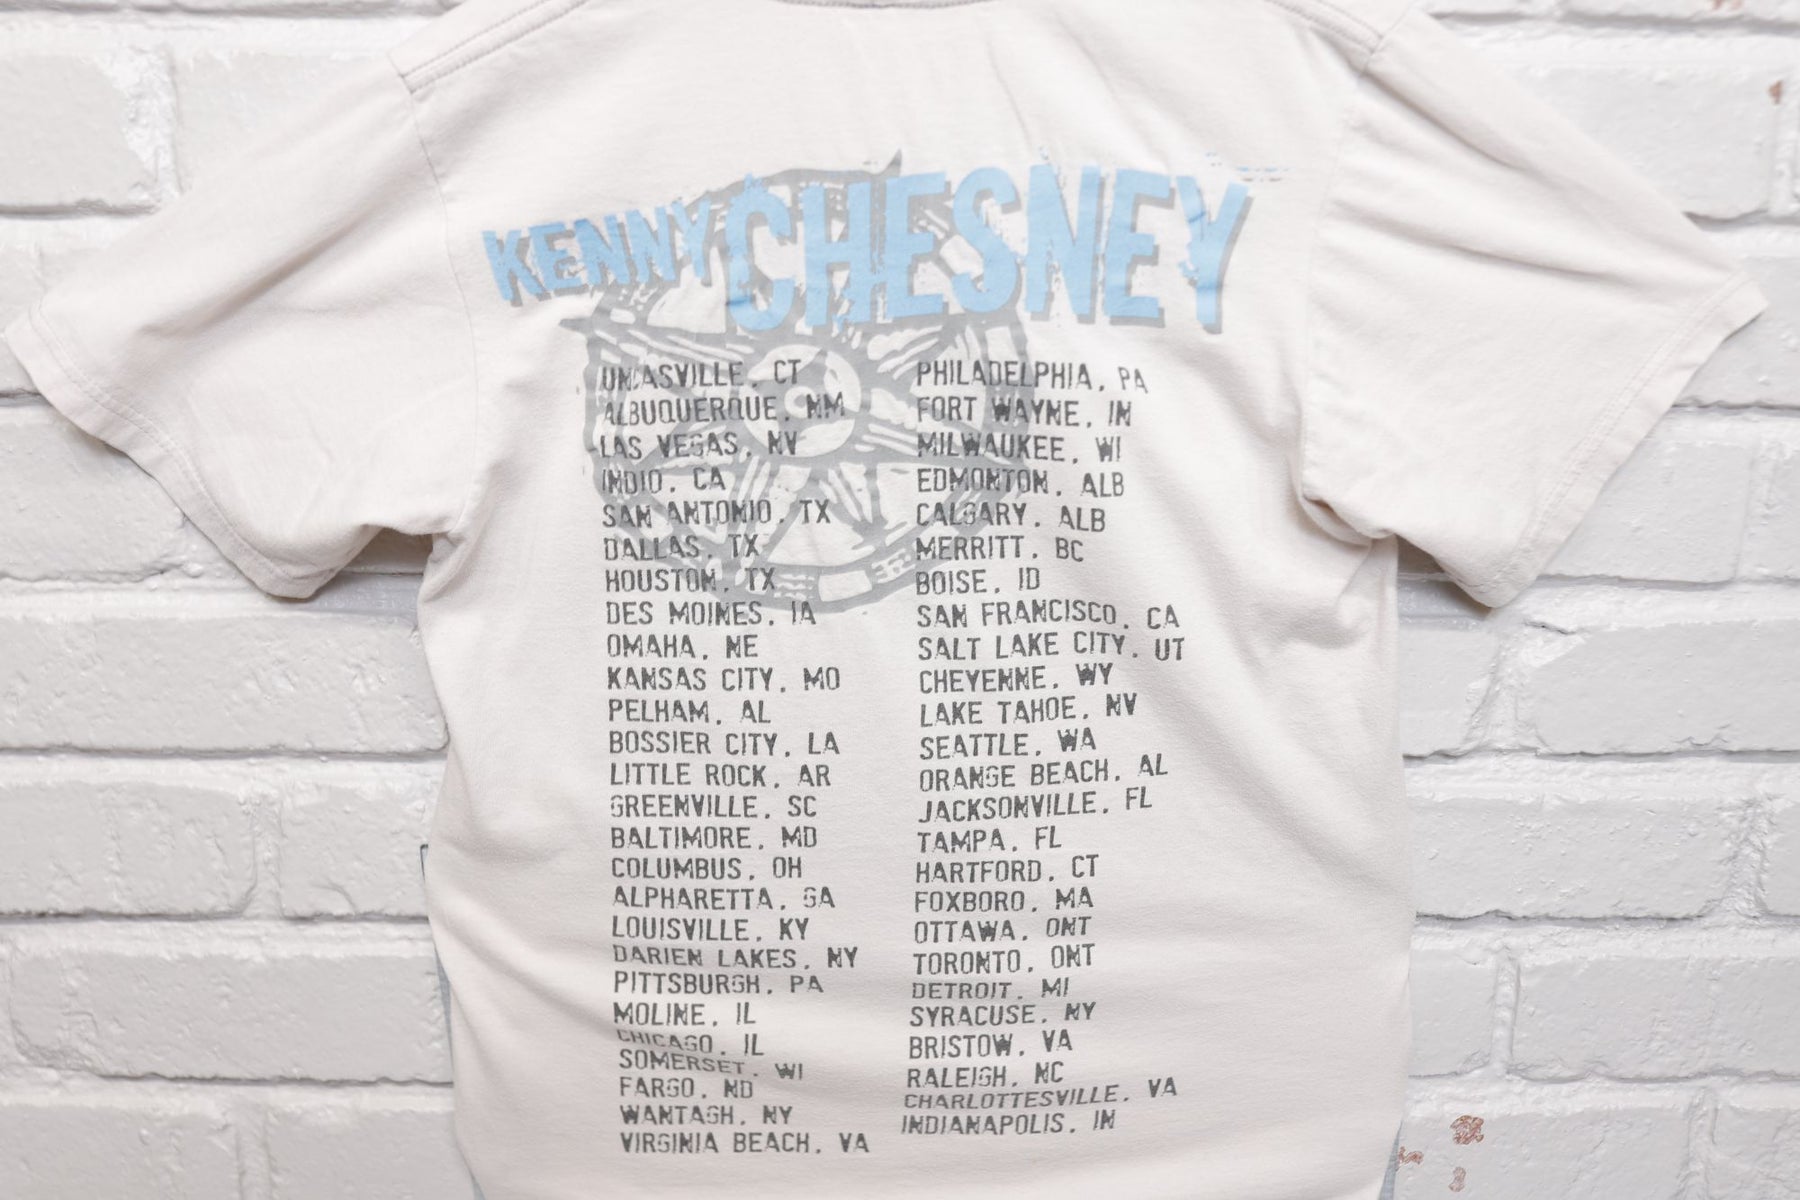 KENNY CHESNEY
UNCASVILLE, CT
ALBUQUERQUE, NM
LAS VEGAS, NV
INDIO, CA
SAN ANTONIO, TX
DALLAS, TX
HOUSTON, TX
DES MOINES, IA
OMAHA, NE
KANSAS CITY, MO
PELHAM, AL
BOSSIER CITY, LA
LITTLE ROCK, AR
GREENVILLE, SC
BALTIMORE, MD
COLUMBUS, OH
ALPHARETTA, GA
LOUISVILLE, KY
DARIEN LAKES, NY
PITTSBURGH, PA
MOLINE, IL
CHICAGO, IL
SOMERSET, WI
FARGO, ND
WANTAGH, NY
VIRGINIA BEACH, VA
PHILADELPHIA, PA
FORT WAYNE, IN
MILWAUKEE, WI
EDMONTON, ALB
CALGARY, ALB
MERRITT, BC
BOISE, ID
SAN FRANCISCO, CA
SALT LAKE CITY, UT
CHEYENNE, WY
LAKE TAHOE, NV
SEATTLE, WA
ORANGE BEACH, AL
JACKSONVILLE, FL
TAMPA, FL
HARTFORD, CT
FOXBORO, MA
OTTAWA, ONT
TORONTO, ONT
DETROIT, MI
SYRACUSE, NY
BRISTOW, VA
RALEIGH, NC
CHARLOTTESVILLE, VA
INDIANAPOLIS, IN